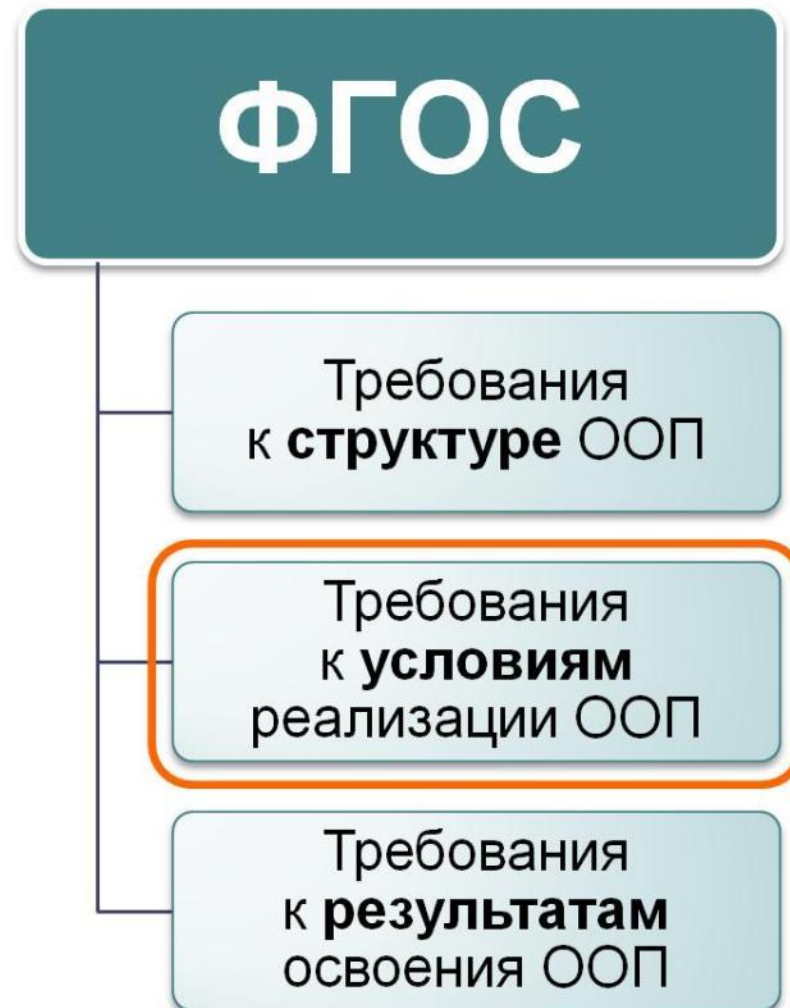 ФГОС
Требования
к структуре ООП
Требования
к условиям
реализации ООП
Требования
к результатам
освоения ООП